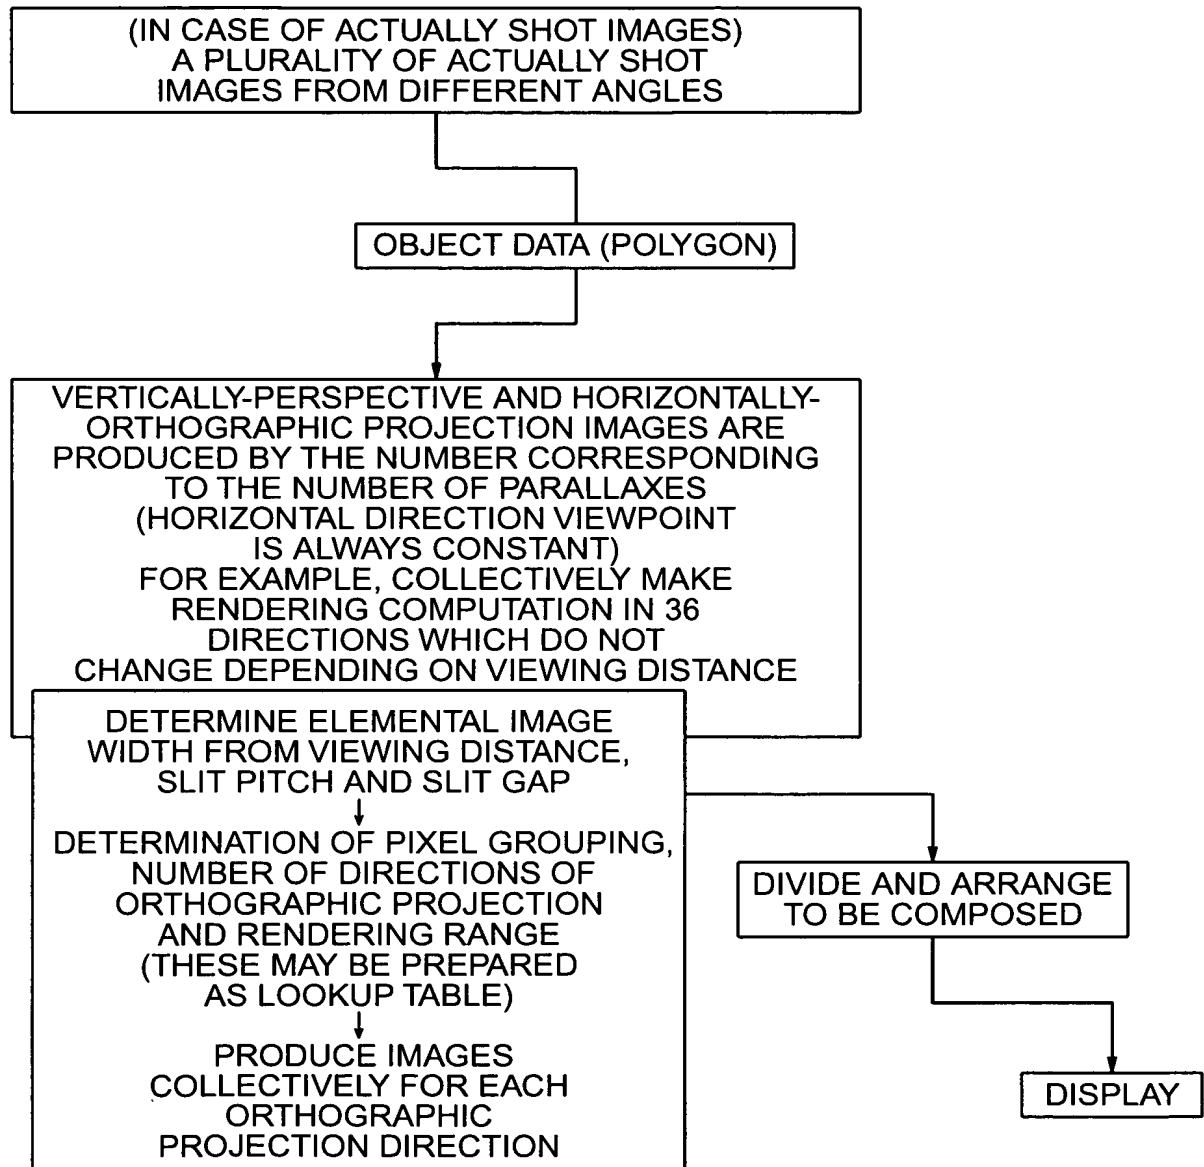 (IN CASE OF ACTUALLY SHOT IMAGES)
A PLURALITY OF ACTUALLY SHOT
IMAGES FROM DIFFERENT ANGLES
OBJECT DATA (POLYGON)
VERTICALLY-PERSPECTIVE AND HORIZONTALLY-
ORTHOGRAPHIC PROJECTION IMAGES ARE
PRODUCED BY THE NUMBER CORRESPONDING
TO THE NUMBER OF PARALLAXES
(HORIZONTAL DIRECTION VIEWPOINT
IS ALWAYS CONSTANT)
FOR EXAMPLE, COLLECTIVELY MAKE
RENDERING COMPUTATION IN 36
DIRECTIONS WHICH DO NOT
CHANGE DEPENDING ON VIEWING DISTANCE
DETERMINE ELEMENTAL IMAGE
WIDTH FROM VIEWING DISTANCE,
SLIT PITCH AND SLIT GAP
DETERMINATION OF PIXEL GROUPING,
NUMBER OF DIRECTIONS OF
ORTHOGRAPHIC PROJECTION
AND RENDERING RANGE
(THESE MAY BE PREPARED
AS LOOKUP TABLE)
PRODUCE IMAGES
COLLECTIVELY FOR EACH
ORTHOGRAPHIC
PROJECTION DIRECTION
DIVIDE AND ARRANGE
TO BE COMPOSED
DISPLAY